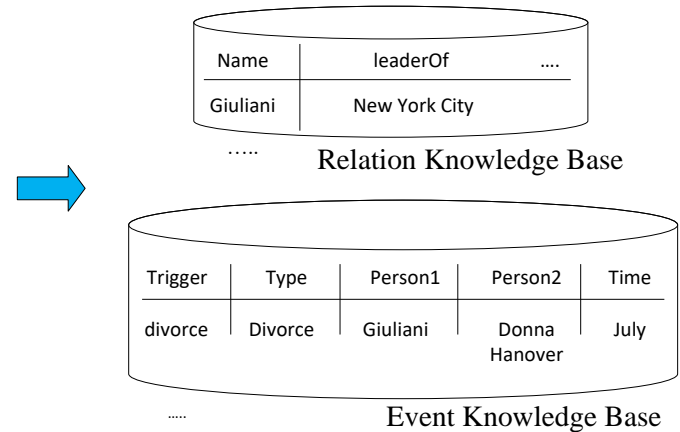 Name leaderOf ....
Giuliani New York City
.....
Relation Knowledge Base
Trigger Type Person1 Person2 Time
divorce Divorce Giuliani Donna July
Hanover
.....
Event Knowledge Base